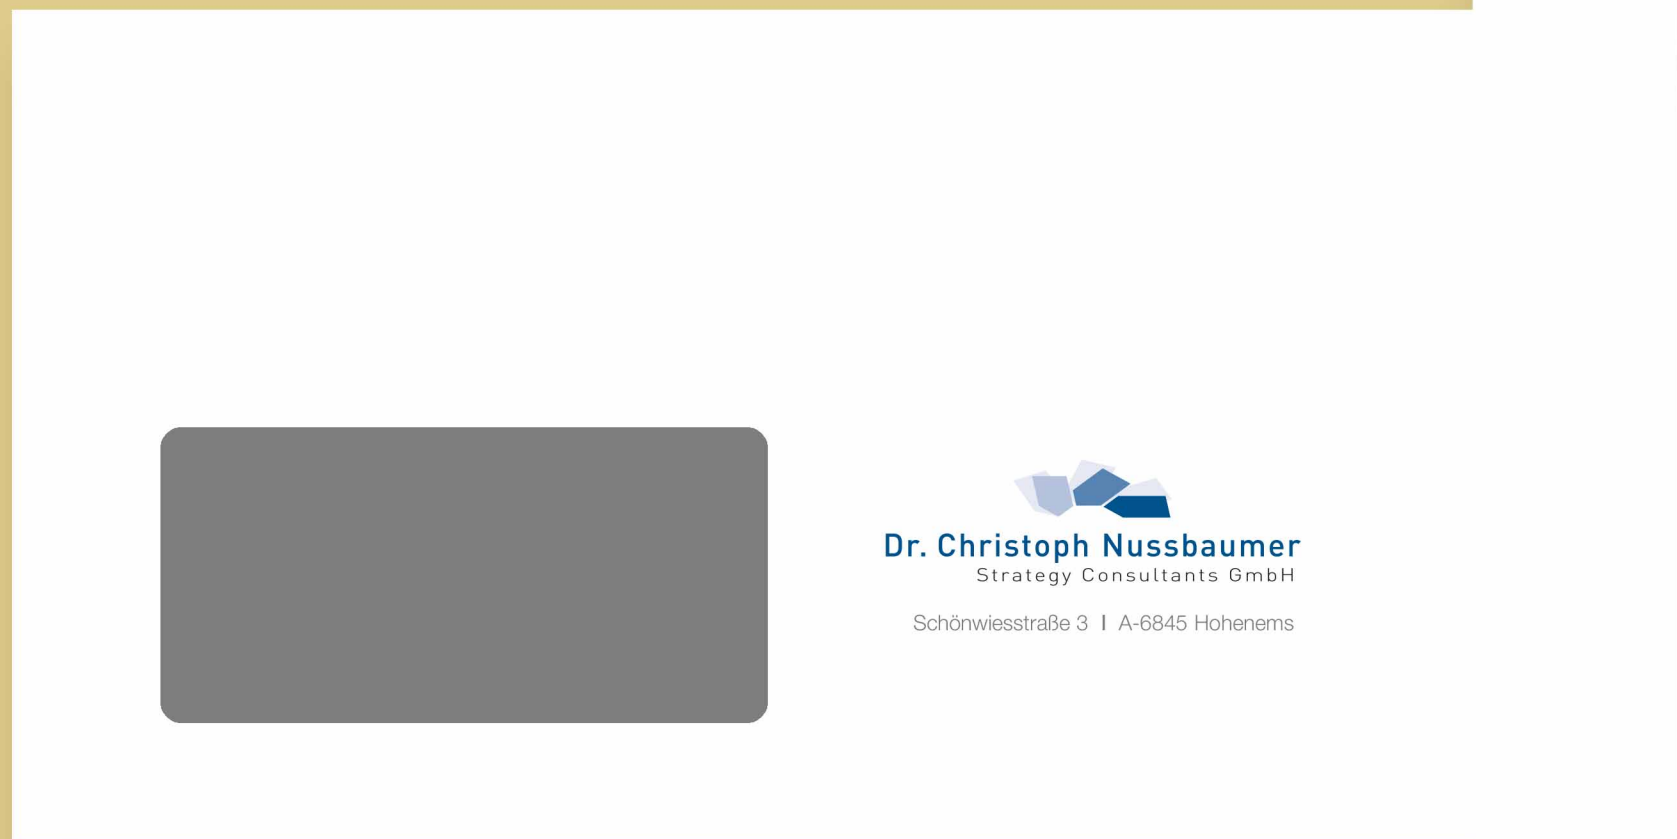 Dr. Christoph Nussbaumer
Strategy Consultants GmbH
Schönwiesstraße 3 I A-6845 Hohenems